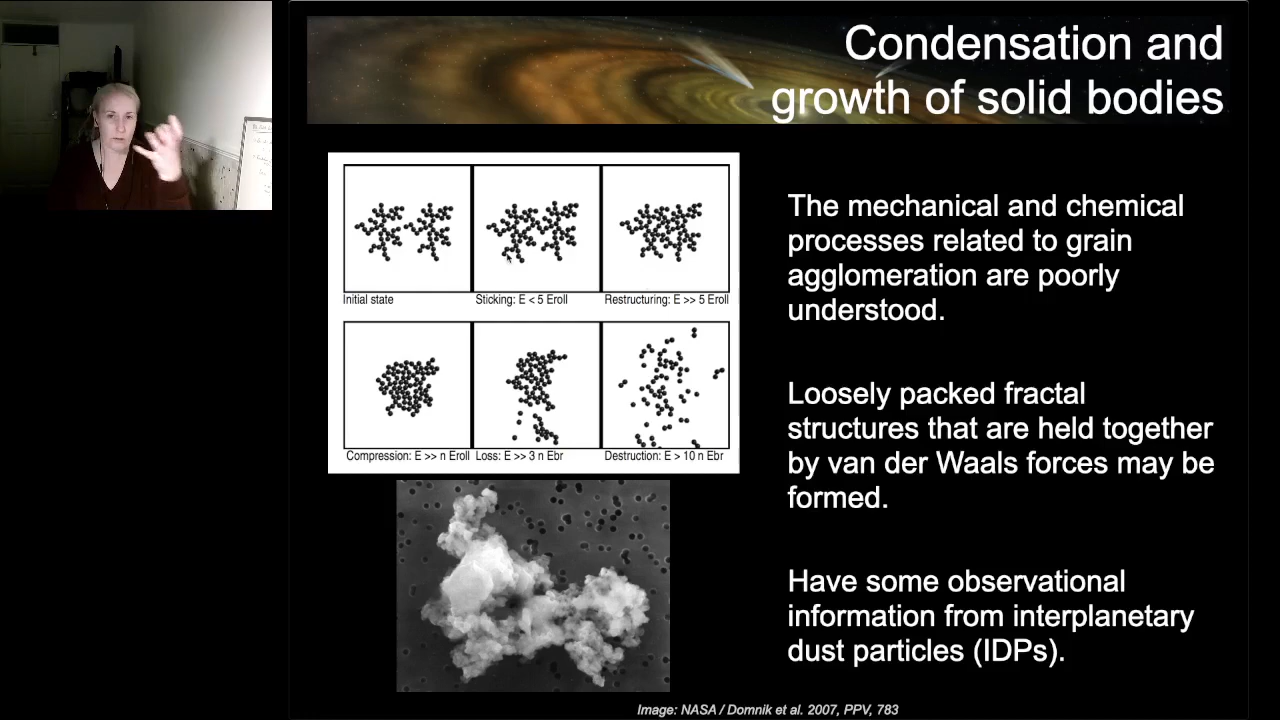 Condensation and
growth of solid bodies
Initial state
Sticking: E < 5 Eroll
Restructuring: E >> 5 Eroll
Compression: E >> n Eroll
Loss: E >> 3 n Ebr
Destruction: E > 10 n Ebr
The mechanical and chemical
processes related to grain
agglomeration are poorly
understood.
Loosely packed fractal
structures that are held together
by van der Waals forces may be
formed.
Have some observational
information from interplanetary
dust particles (IDPs).
Image: NASA / Domnik et al. 2007, PPV, 783